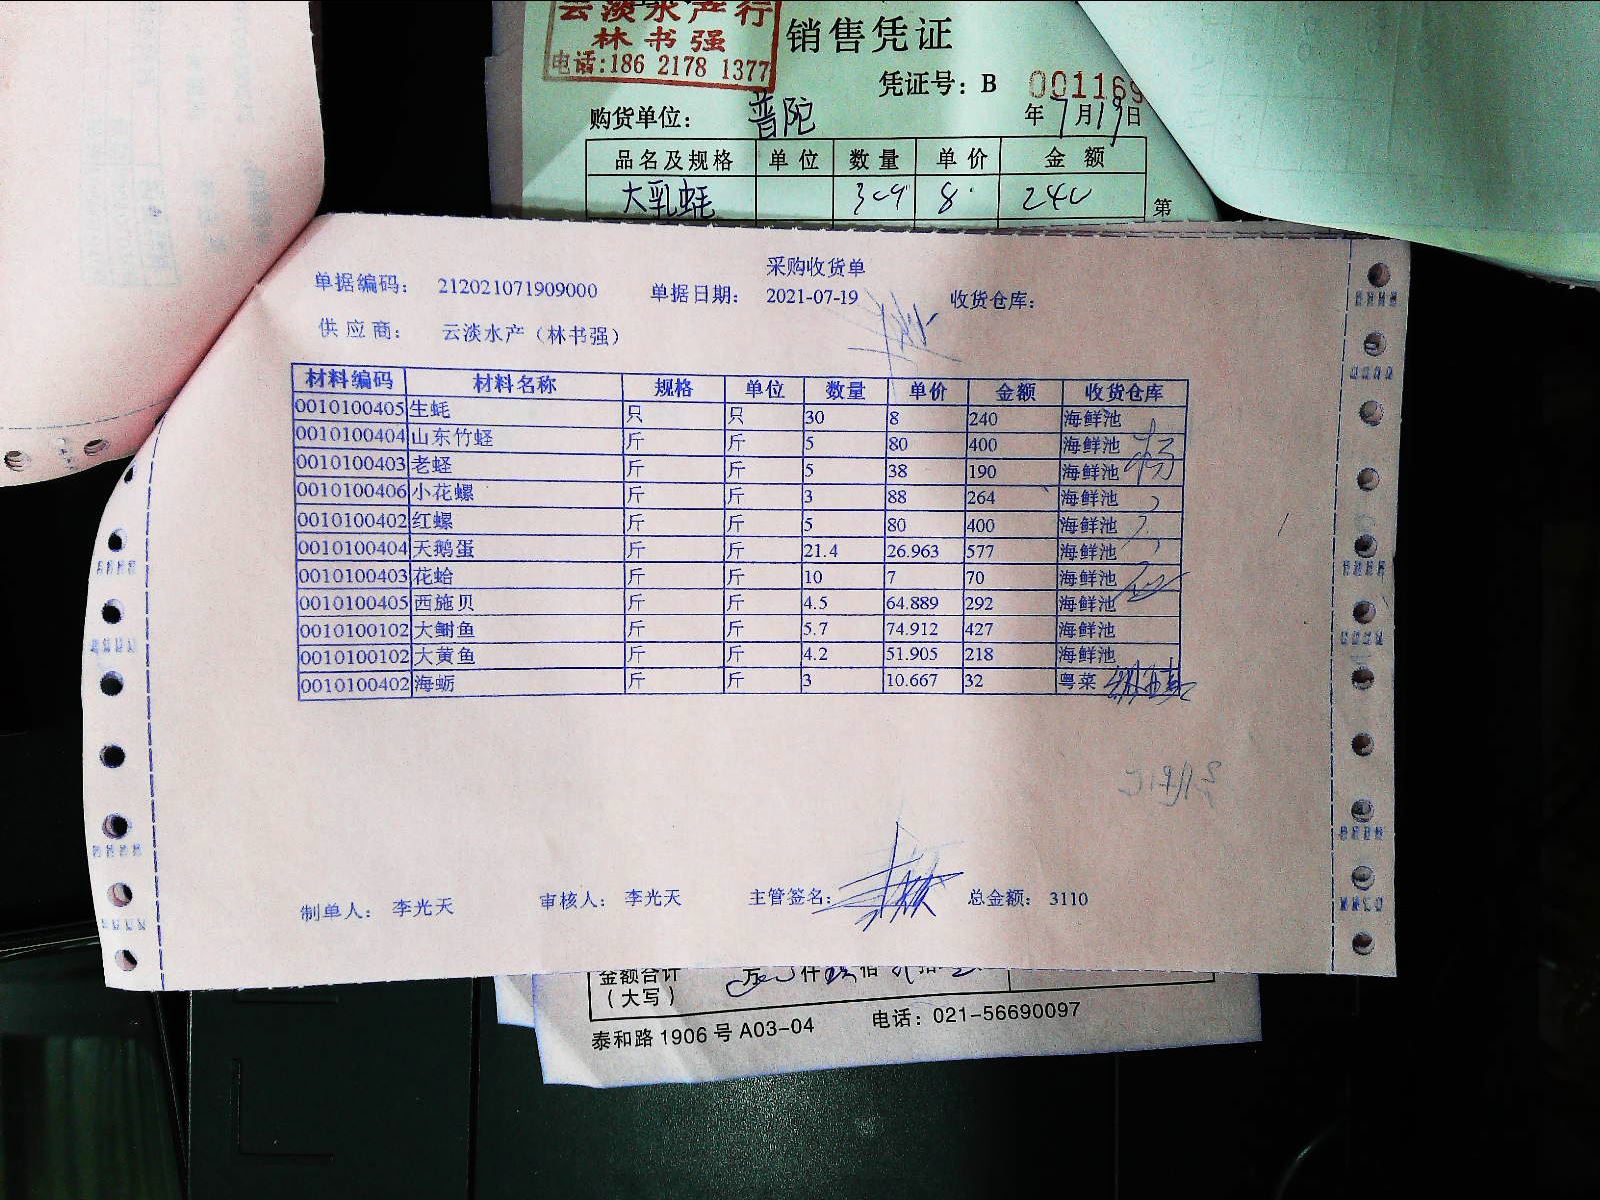 云淡水产行
林书强
电话:186 2178 1377
销售凭证
凭证号：B 001169
购货单位： 普陀
年 7 月 19 日
品名及规格 单位 数量 单价 金额
大乳蚝 8 240
第
采购收货单
单据编码： 212021071909000 单据日期： 2021-07-19 收货仓库：
供应商： 云淡水产（林书强）
材料编码 材料名称 规格 单位 数量 单价 金额 收货仓库
0010100405 生蚝 只 只 30 8 240 海鲜池
0010100404 山东竹蛏 斤 斤 5 80 400 海鲜池
0010100403 老蛏 斤 斤 5 38 190 海鲜池
0010100406 小花螺 斤 斤 3 88 264 海鲜池
0010100402 红螺 斤 斤 5 80 400 海鲜池
0010100404 天鹅蛋 斤 斤 21.4 26.963 577 海鲜池
0010100403 花蛤 斤 斤 10 7 70 海鲜池
0010100405 西施贝 斤 斤 4.5 64.889 292 海鲜池
0010100102 大鲥鱼 斤 斤 5.7 74.912 427 海鲜池
0010100102 大黄鱼 斤 斤 4.2 51.905 218 海鲜池
0010100402 海蛎 斤 斤 3 10.667 32 粤菜
制单人： 李光天 审核人： 李光天 主管签名： 总金额： 3110
金额合计
（大写）
泰和路1906号A03-04 电话：021-56690097